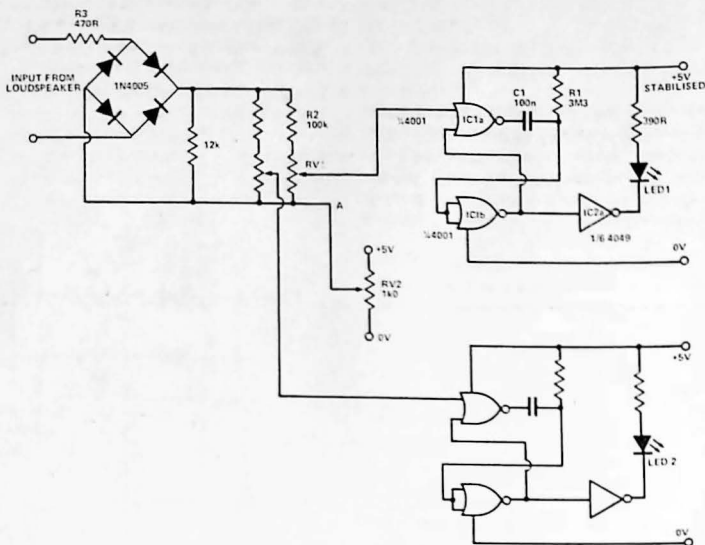 R3
470R
INPUT FROM
LOUDSPEAKER
1N4005
12k
R2
100k
RV1
A
+5V
RV2
1k0
0V
¼4001
IC1a
C1
100n
R1
3M3
+5V
STABILISED
390R
LED1
IC1b
¼4001
IC2a
1/6 4049
0V
+5V
LED 2
0V